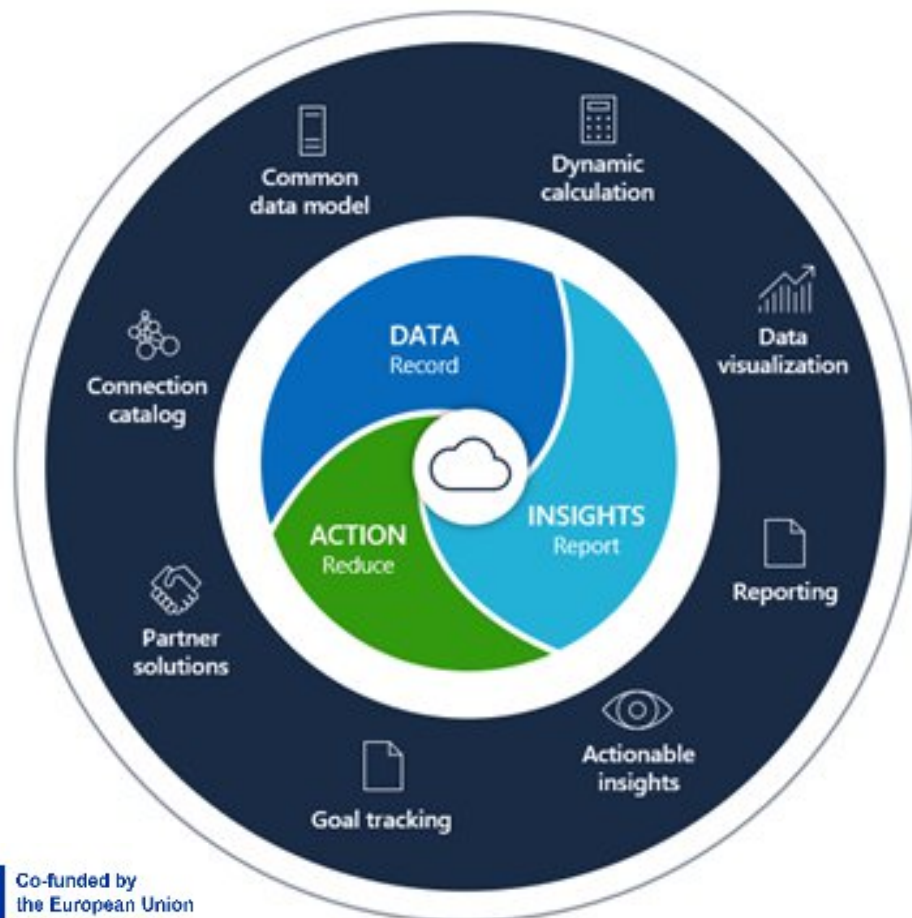 Common
data model
Dynamic
calculation
Connection
catalog
Data
visualization
DATA
Record
INSIGHTS
Report
ACTION
Reduce
Reporting
Partner
solutions
Actionable
insights
Goal tracking
Co-funded by
the European Union